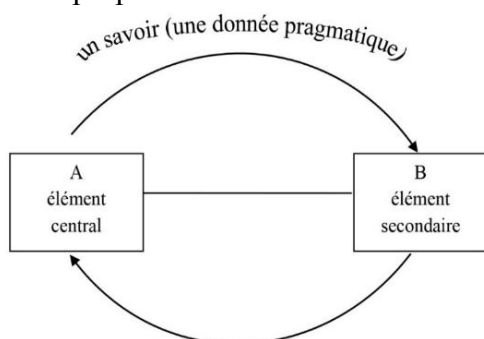 un savoir (une donnée pragmatique)
A
élément
central
B
élément
secondaire